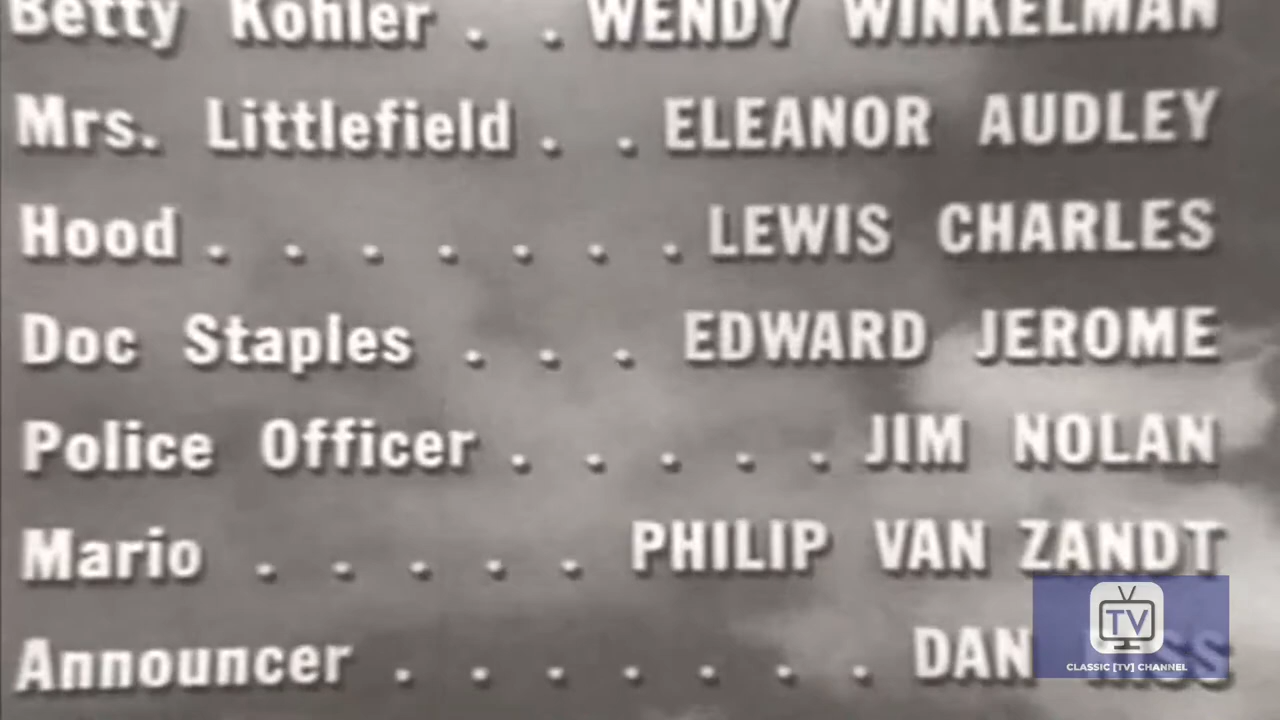 Betty Kohler . . WENDY WINKELMAN
Mrs. Littlefield . . ELEANOR AUDLEY
Hood . . . . . . . LEWIS CHARLES
Doc Staples . . . EDWARD JEROME
Police Officer . . . . . JIM NOLAN
Mario . . . . . PHILIP VAN ZANDT
Announcer . . . . . . . DAN
TV
CLASSIC [TV] CHANNEL